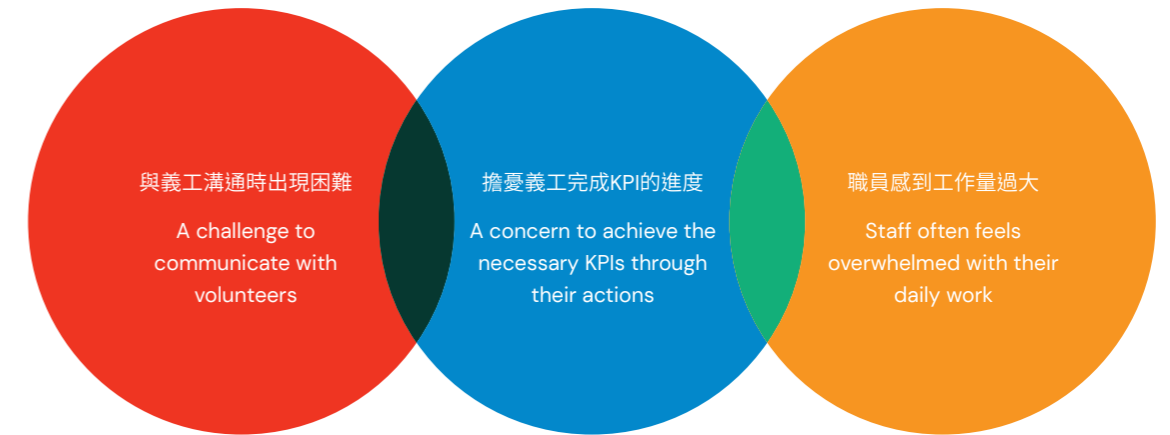 與義工溝通時出現困難
A challenge to
communicate with
volunteers
擔憂義工完成KPI的進度
A concern to achieve the
necessary KPIs through
their actions
職員感到工作量過大
Staff often feels
overwhelmed with their
daily work